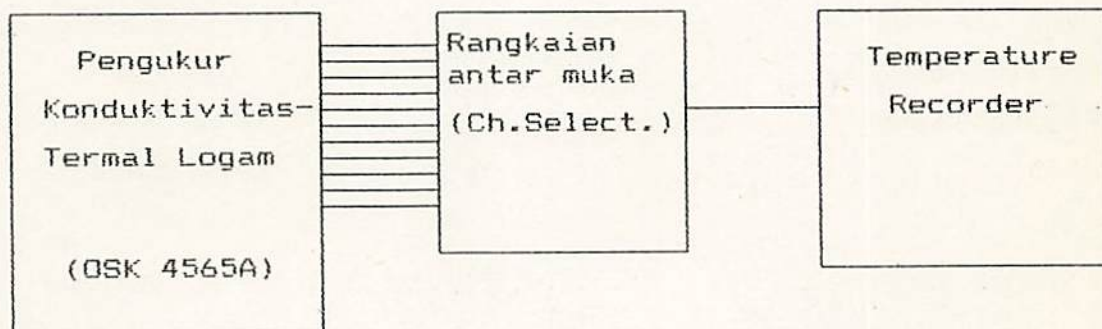 Pengukur
Konduktivitas-
Termal Logam
(OSK 4565A)
Rangkaian
antar muka
(Ch.Select.)
Temperature
Recorder